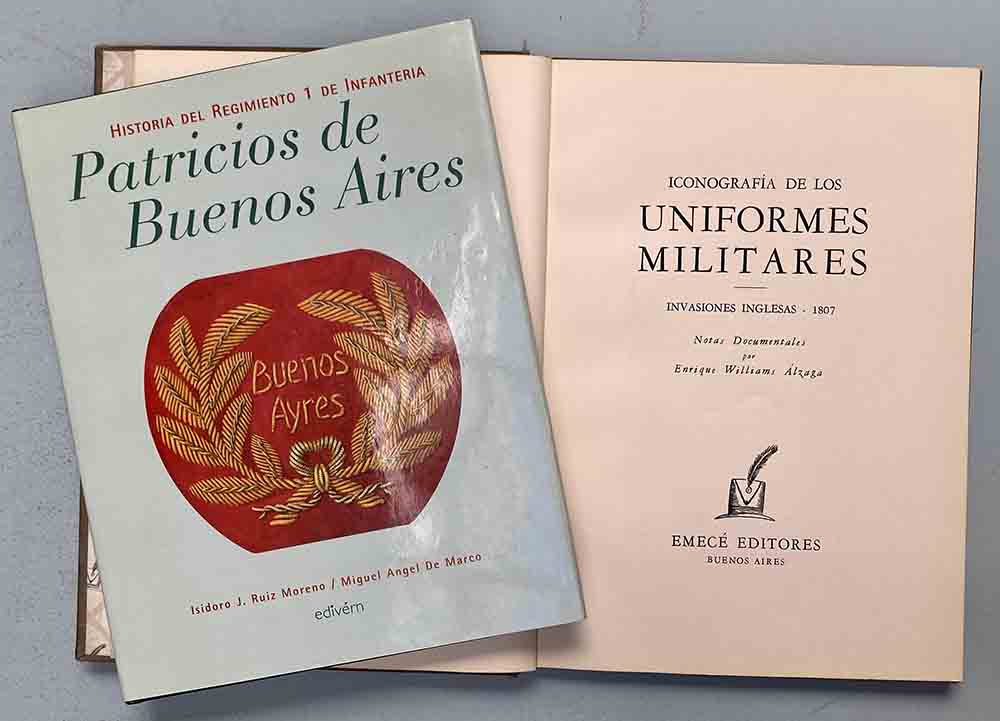 HISTORIA DEL REGIMIENTO 1 DE INFANTERIA
Patricios de
Buenos Aires
Buenos
Ayres
Isidoro J. Ruiz Moreno / Miguel Angel De Marco
edivérn
ICONOGRAFÍA DE LOS
UNIFORMES
MILITARES
INVASIONES INGLESAS - 1807
Notas Documentales
por
Enrique Williams Álzaga
EMECÉ EDITORES
BUENOS AIRES